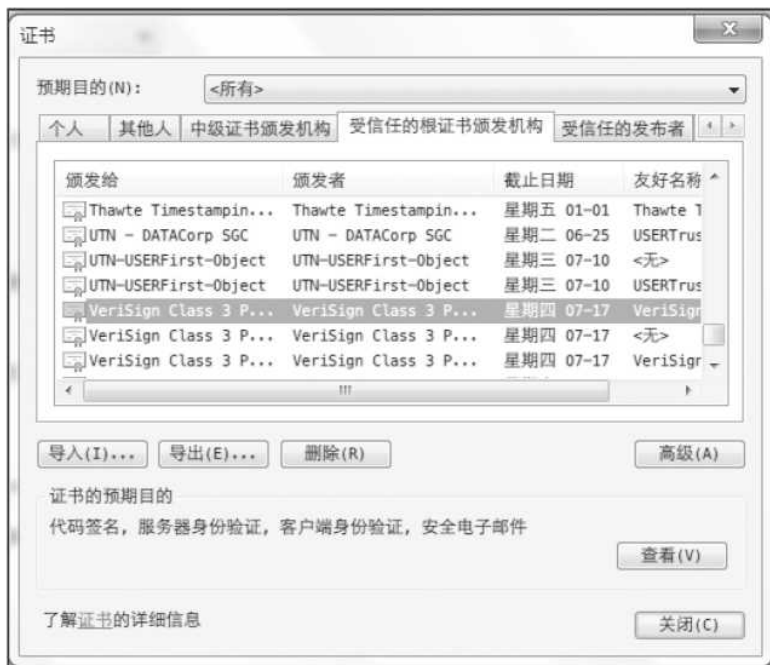 证书
预期目的(N): <所有>
个人 其他人 中级证书颁发机构 受信任的根证书颁发机构 受信任的发布者
颁发给 颁发者 截止日期 友好名称
Thawte Timestampin... Thawte Timestampin... 星期五 01-01 Thawte T
UTN - DATACorp SGC UTN - DATACorp SGC 星期二 06-25 USERTrus
UTN-USERFirst-Object UTN-USERFirst-Object 星期三 07-10 <无>
UTN-USERFirst-Object UTN-USERFirst-Object 星期三 07-10 USERTrus
VeriSign Class 3 P... VeriSign Class 3 P... 星期四 07-17 VeriSign
VeriSign Class 3 P... VeriSign Class 3 P... 星期四 07-17 <无>
VeriSign Class 3 P... VeriSign Class 3 P... 星期四 07-17 VeriSign
导入(I)... 导出(E)... 删除(R) 高级(A)
证书的预期目的
代码签名, 服务器身份验证, 客户端身份验证, 安全电子邮件
查看(V)
了解证书的详细信息
关闭(C)